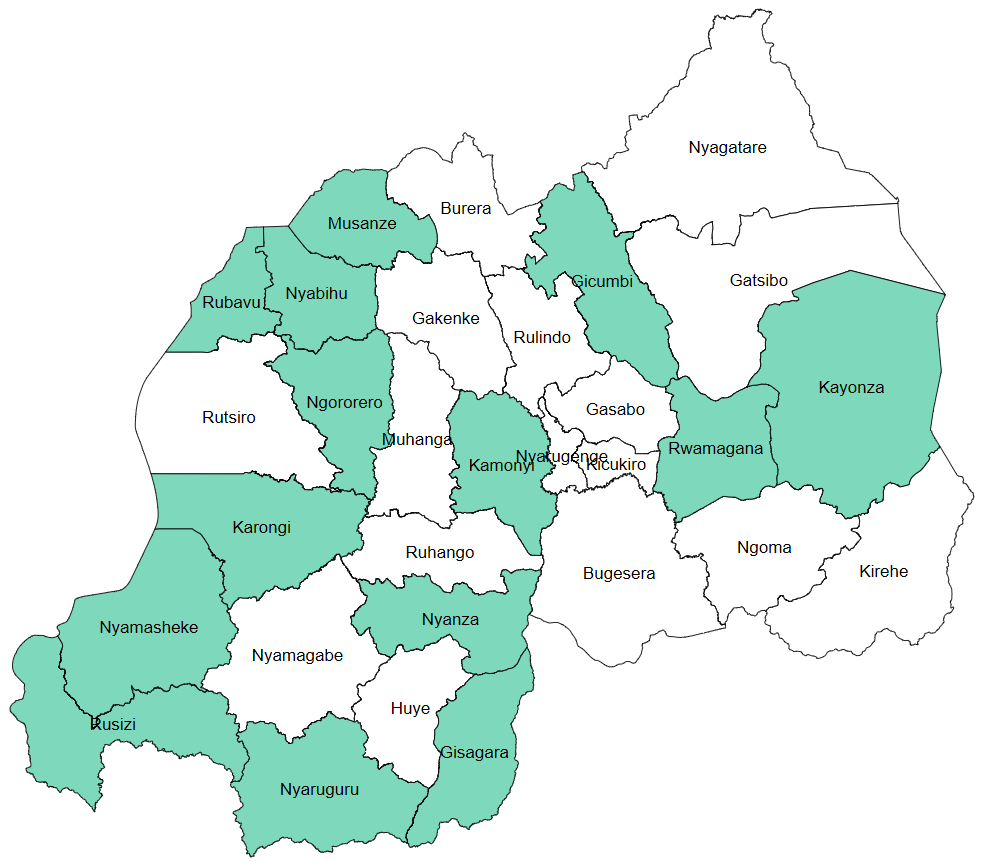 Nyagatare
Burera
Musanze
Gatsibo
Gicumbi
Nyabihu
Rubavu
Gakenke
Rulindo
Kayonza
Ngororero
Gasabo
Rutsiro
Muhanga
Rwamagana
Nyarugenge
Kicukiro
Kamonyi
Karongi
Ngoma
Ruhango
Kirehe
Bugesera
Nyanza
Nyamasheke
Nyamagabe
Huye
Rusizi
Gisagara
Nyaruguru